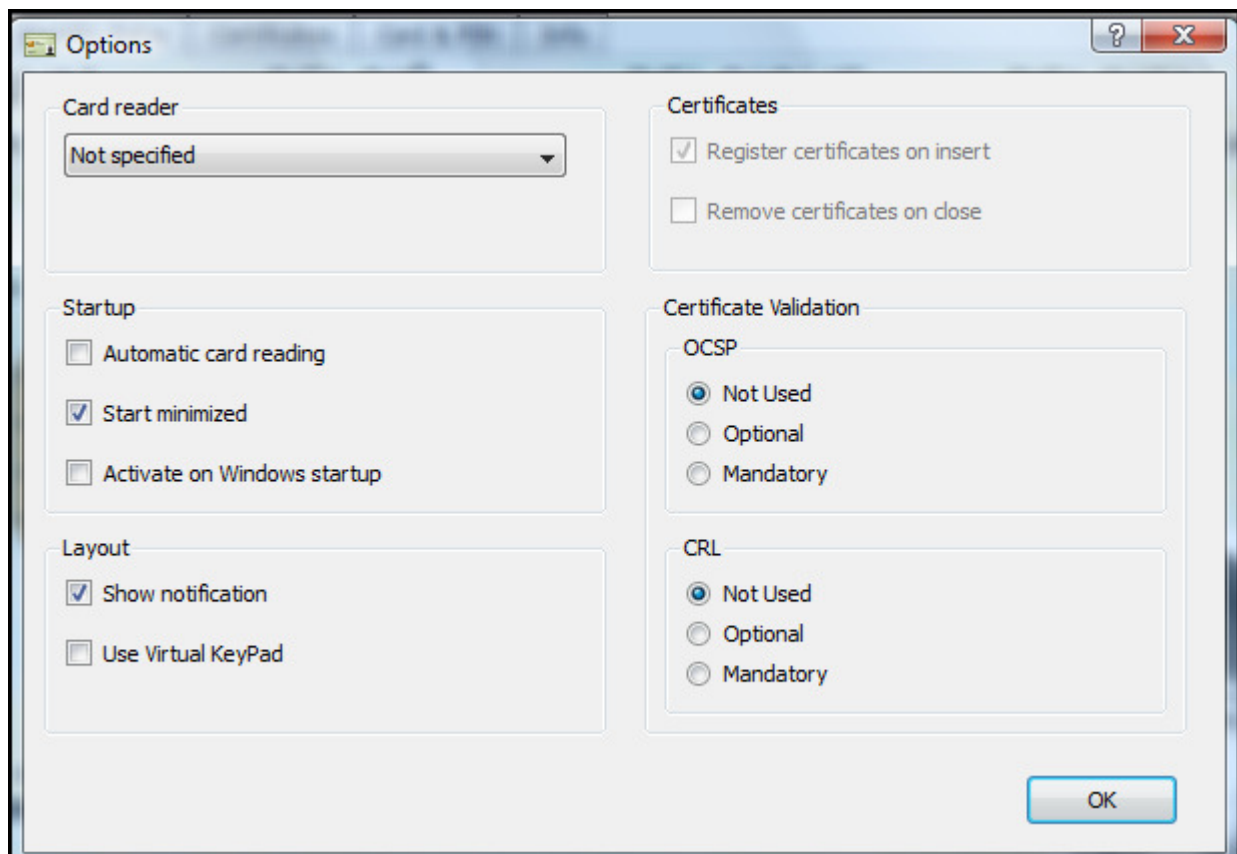 Options
Card reader
Not specified
Startup
Automatic card reading
Start minimized
Activate on Windows startup
Layout
Show notification
Use Virtual KeyPad
Certificates
Register certificates on insert
Remove certificates on close
Certificate Validation
OCSP
Not Used
Optional
Mandatory
CRL
Not Used
Optional
Mandatory
OK